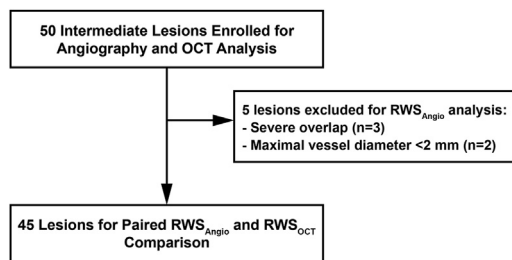 50 Intermediate Lesions Enrolled for
Angiography and OCT Analysis
5 lesions excluded for RWSAngio analysis:
- Severe overlap (n=3)
- Maximal vessel diameter <2 mm (n=2)
45 Lesions for Paired RWSAngio and RWSOCT
Comparison